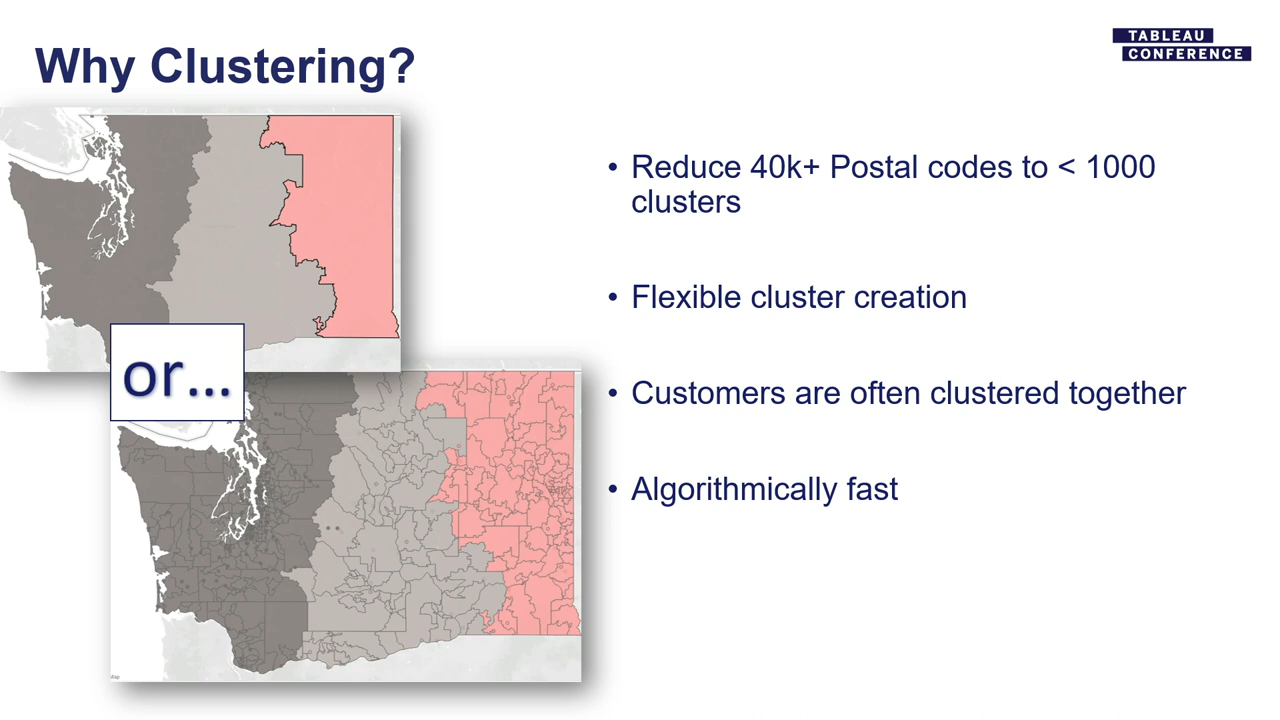 Why Clustering?
TABLEAU
CONFERENCE
• Reduce 40k+ Postal codes to < 1000
clusters
• Flexible cluster creation
or...
• Customers are often clustered together
• Algorithmically fast